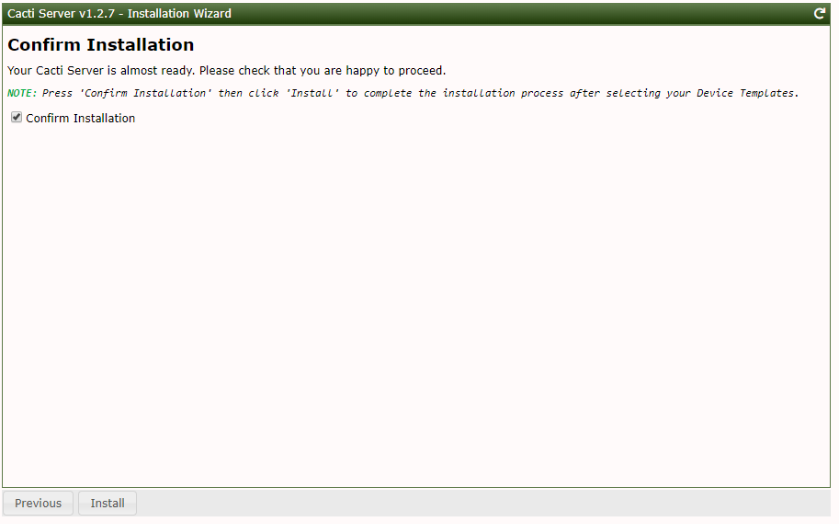 Cacti Server v1.2.7 - Installation Wizard
Confirm Installation
Your Cacti Server is almost ready. Please check that you are happy to proceed.
NOTE: Press 'Confirm Installation' then click 'Install' to complete the installation process after selecting your Device Templates.
Confirm Installation
Previous Install